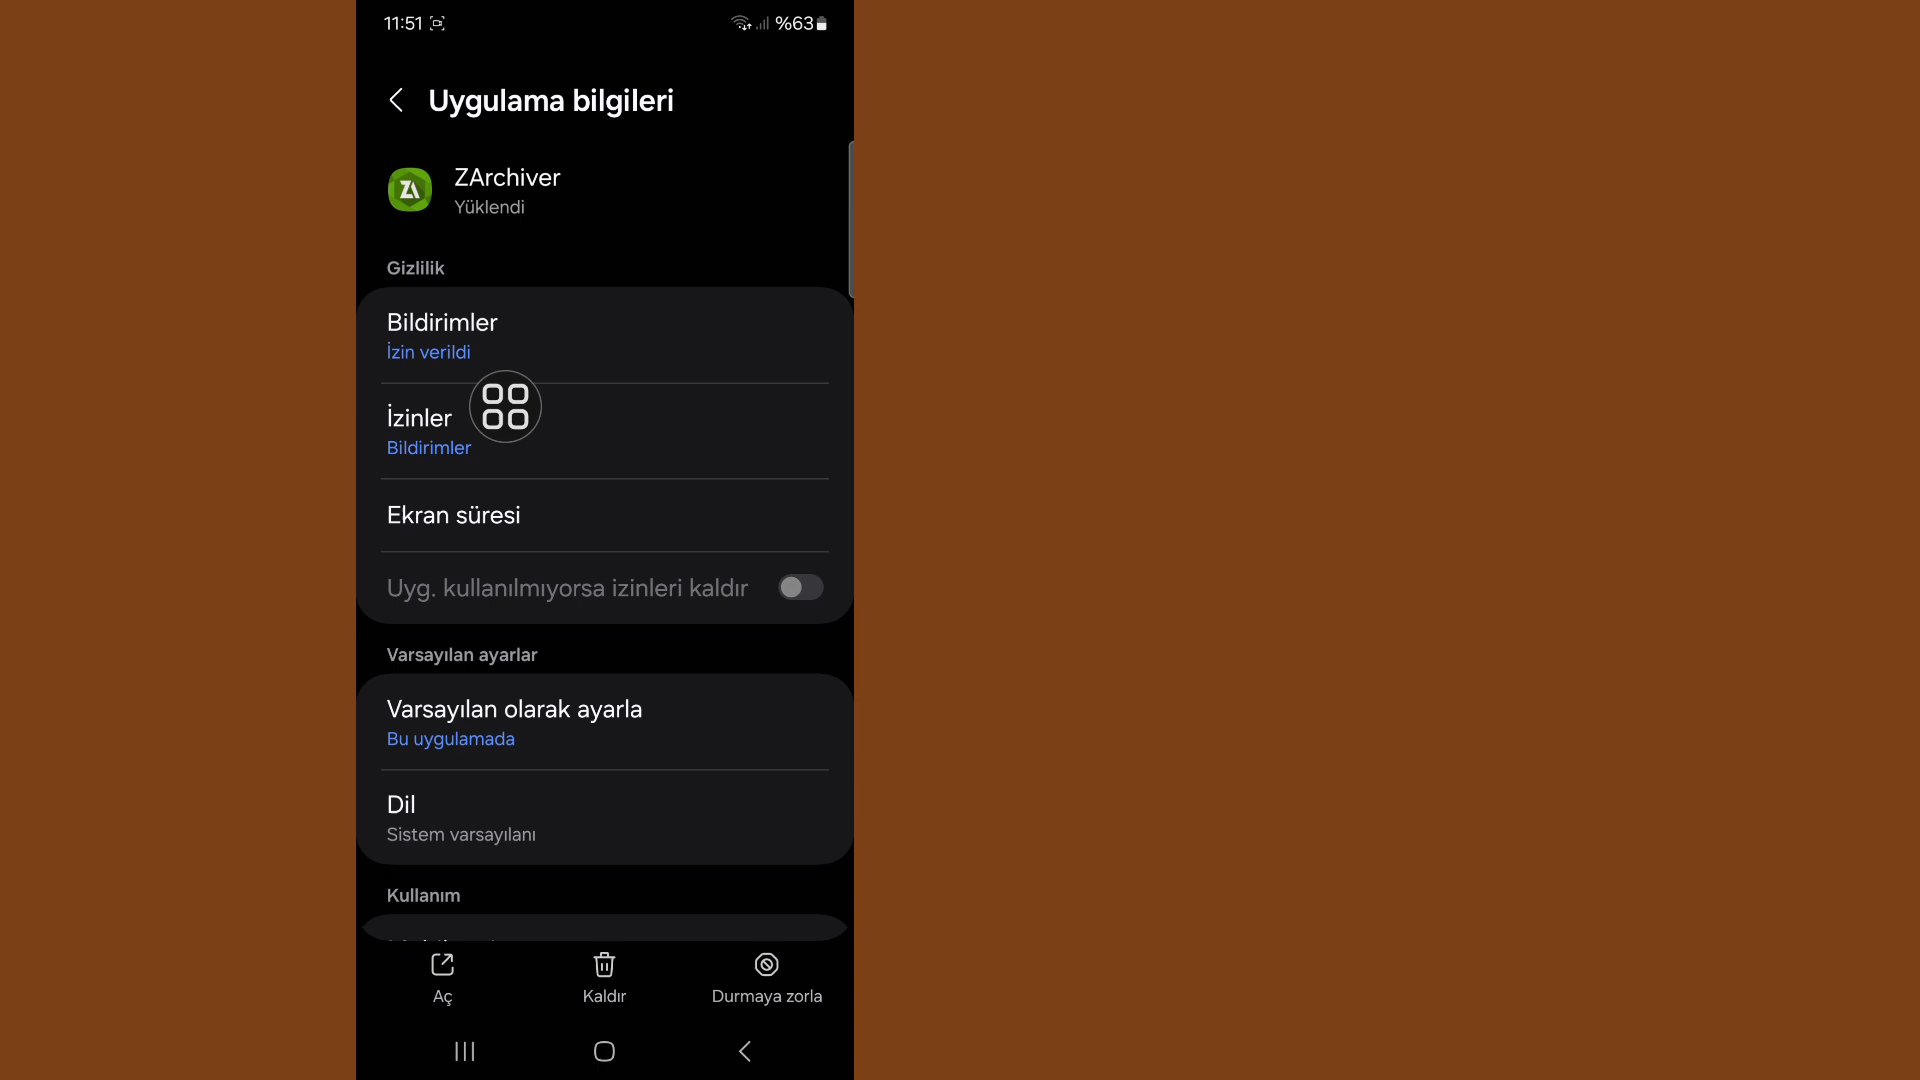 11:51 %63
Uygulama bilgileri
ZA
ZArchiver
Yüklendi
Gizlilik
Bildirimler
İzin verildi
İzinler
Bildirimler
Ekran süresi
Uyg. kullanılmıyorsa izinleri kaldır
Varsayılan ayarlar
Varsayılan olarak ayarla
Bu uygulamada
Dil
Sistem varsayılanı
Kullanım
Aç Kaldır Durmaya zorla